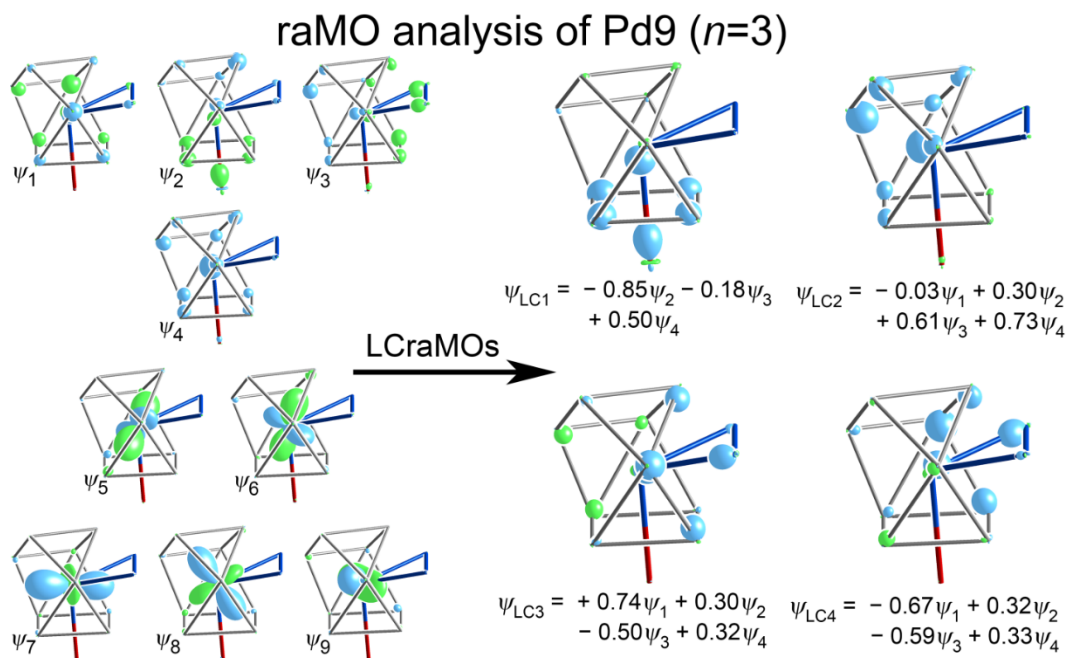 raMO analysis of Pd9 (n=3)
ψ1
ψ2
ψ3
ψ4
ψLC1 = − 0.85ψ2 − 0.18ψ3
+ 0.50ψ4
ψLC2 = − 0.03ψ1 + 0.30ψ2
+ 0.61ψ3 + 0.73ψ4
LCraMOs
ψ5
ψ6
ψ7
ψ8
ψ9
ψLC3 = + 0.74ψ1 + 0.30ψ2
− 0.50ψ3 + 0.32ψ4
ψLC4 = − 0.67ψ1 + 0.32ψ2
− 0.59ψ3 + 0.33ψ4